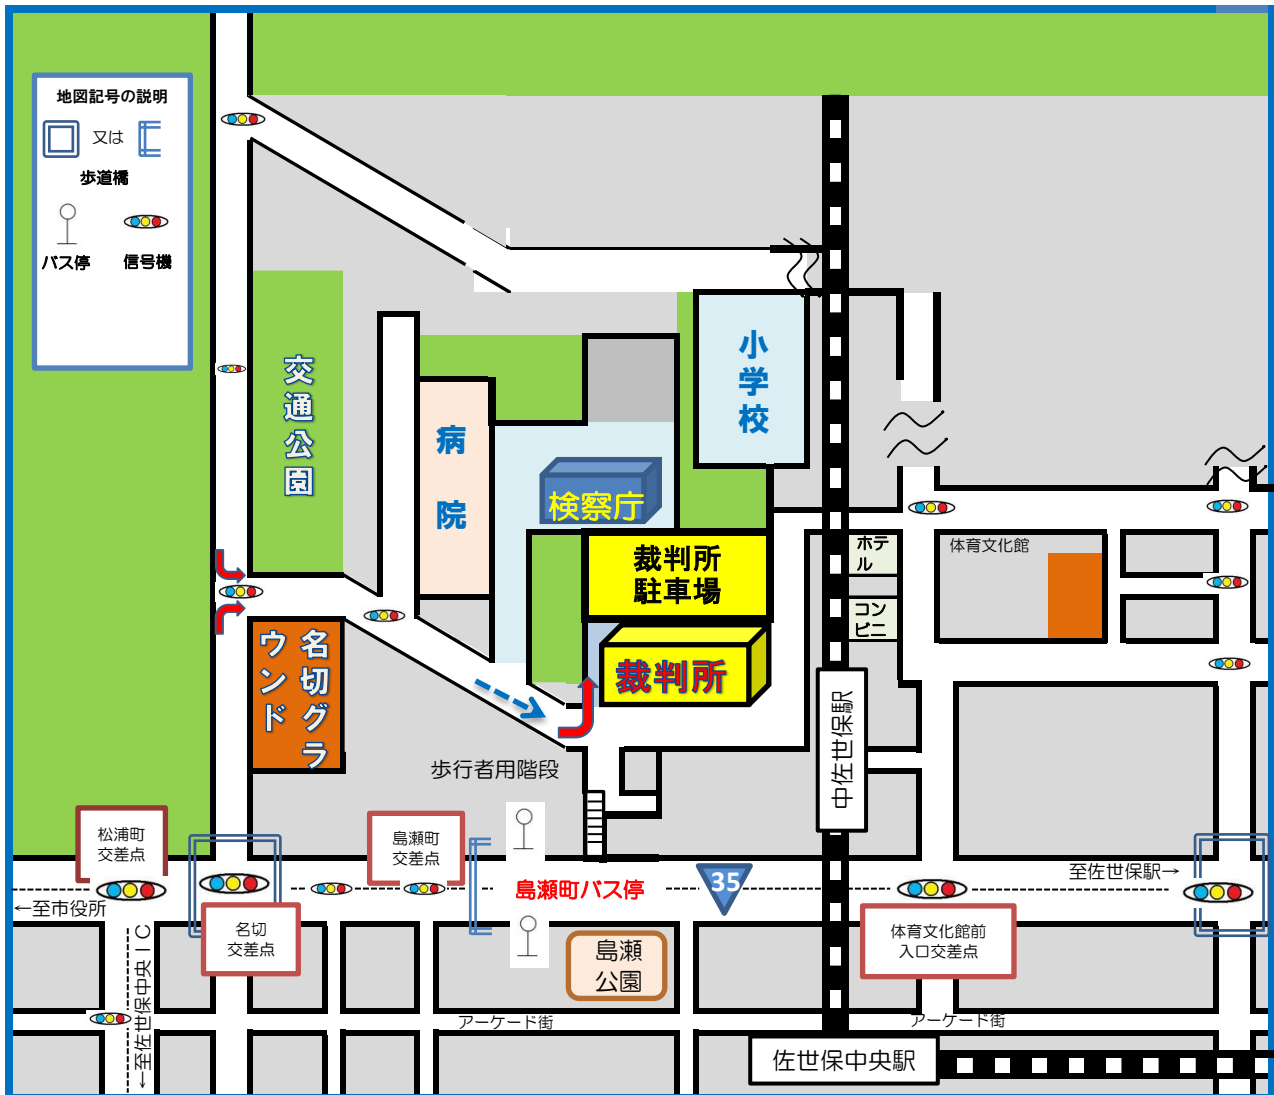 地図記号の説明
又は
歩道橋
バス停
信号機
交通公園
病院
小学校
検察庁
裁判所
駐車場
裁判所
ホテ
ル
コン
ビニ
体育文化館
名切グラ
ウンド
中佐世保駅
歩行者用階段
松浦町
交差点
島瀬町
交差点
島瀬町バス停
35
至佐世保駅→
←至市役所
名切
交差点
体育文化館前
入口交差点
島瀬
公園
←至佐世保中央IC
アーケード街
アーケード街
佐世保中央駅